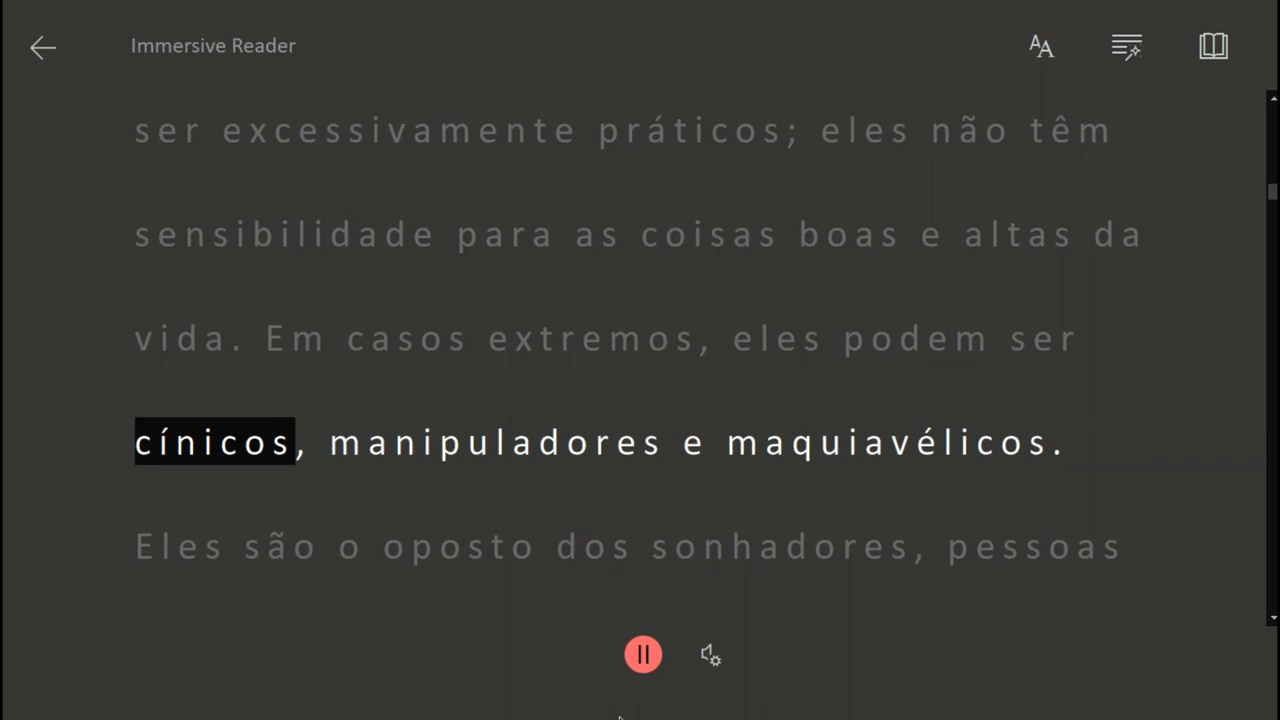 Immersive Reader
ser excessivamente práticos; eles não têm
sensibilidade para as coisas boas e altas da
vida. Em casos extremos, eles podem ser
cínicos, manipuladores e maquiavélicos.
Eles são o oposto dos sonhadores, pessoas